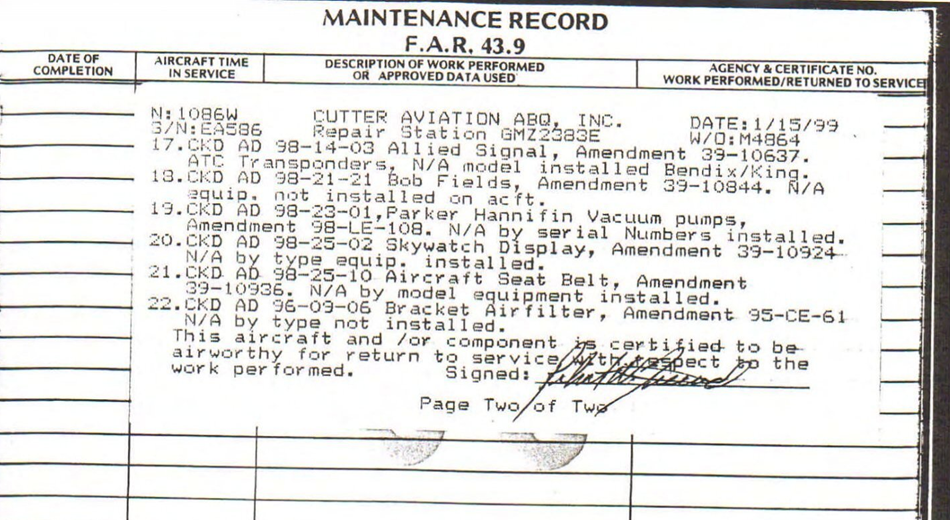 MAINTENANCE RECORD
F.A.R. 43.9
DATE OF COMPLETION
AIRCRAFT TIME IN SERVICE
DESCRIPTION OF WORK PERFORMED OR APPROVED DATA USED
AGENCY & CERTIFICATE NO. WORK PERFORMED/RETURNED TO SERVICE
N:1086W CUTTER AVIATION ABQ, INC. DATE:1/15/99
S/N:EA586 Repair Station GMZ2383E W/O:M4864
17.CKD AD 98-14-03 Allied Signal, Amendment 39-10637.
ATC Transponders, N/A model installed Bendix/King.
18.CKD AD 98-21-21 Bob Fields, Amendment 39-10844. N/A
equip. not installed on acft.
19.CKD AD 98-23-01,Parker Hannifin Vacuum pumps,
Amendment 98-LE-108. N/A by serial Numbers installed.
20.CKD AD 98-25-02 Skywatch Display, Amendment 39-10924
N/A by type equip. installed.
21.CKD AD 98-25-10 Aircraft Seat Belt, Amendment
39-10936. N/A by model equipment installed.
22.CKD AD 96-09-06 Bracket Airfilter, Amendment 95-CE-61
N/A by type not installed.
This aircraft and /or component is certified to be
airworthy for return to service with respect to the
work performed. Signed:
Page Two of Two